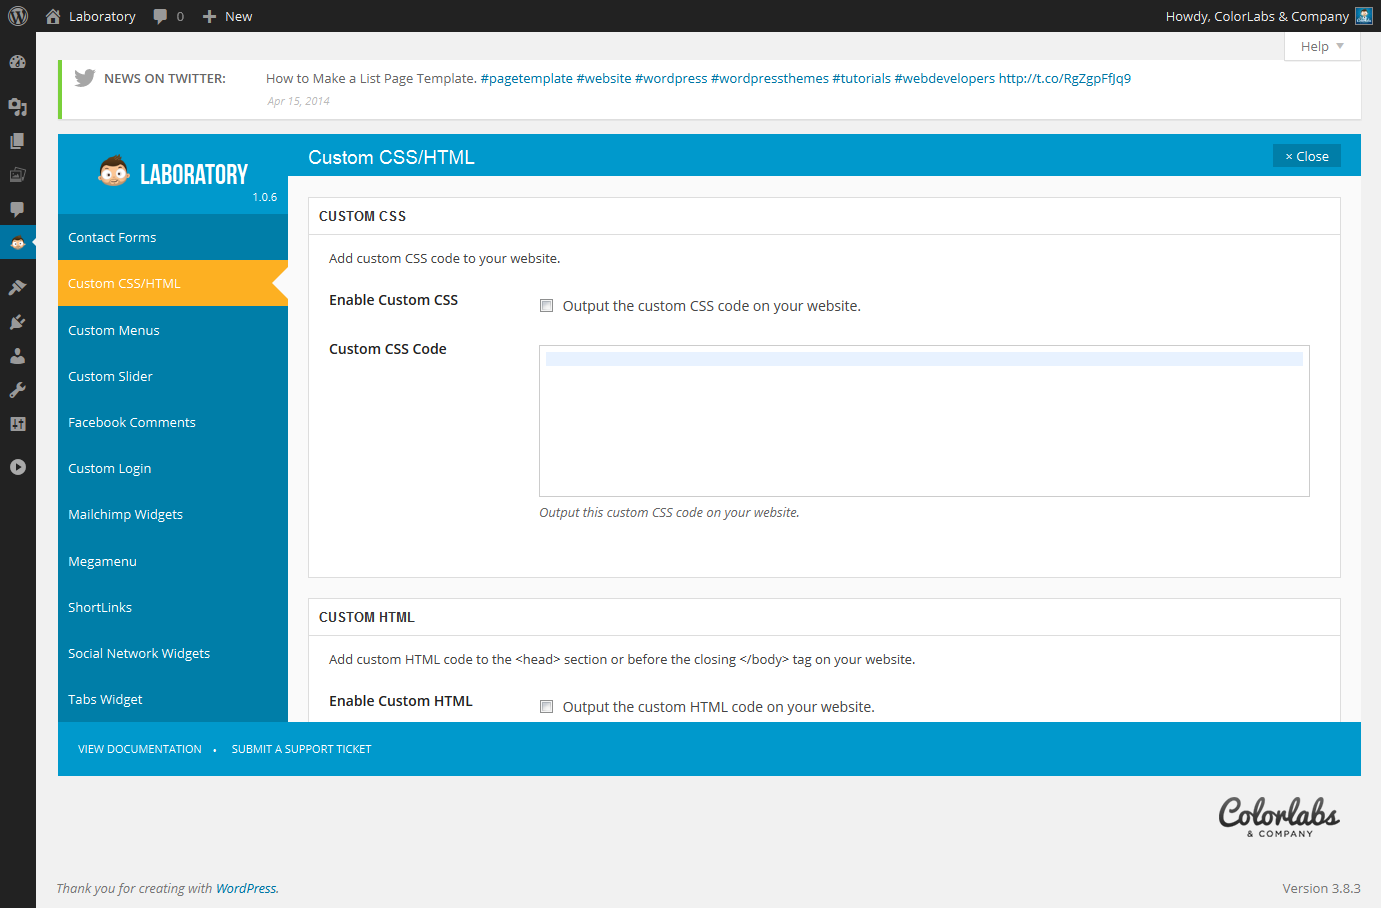 Laboratory 0 New Howdy, ColorLabs & Company
Help
NEWS ON TWITTER: How to Make a List Page Template. #pagetemplate #website #wordpress #wordpressthemes #tutorials #webdevelopers http://t.co/RgZgpFfJq9
Apr 15, 2014
LABORATORY
1.0.6
Custom CSS/HTML
× Close
Contact Forms
Custom CSS/HTML
Custom Menus
Custom Slider
Facebook Comments
Custom Login
Mailchimp Widgets
Megamenu
ShortLinks
Social Network Widgets
Tabs Widget
CUSTOM CSS
Add custom CSS code to your website.
Enable Custom CSS
Output the custom CSS code on your website.
Custom CSS Code
Output this custom CSS code on your website.
CUSTOM HTML
Add custom HTML code to the <head> section or before the closing </body> tag on your website.
Enable Custom HTML
Output the custom HTML code on your website.
VIEW DOCUMENTATION • SUBMIT A SUPPORT TICKET
Colorlabs
& COMPANY
Thank you for creating with WordPress.
Version 3.8.3